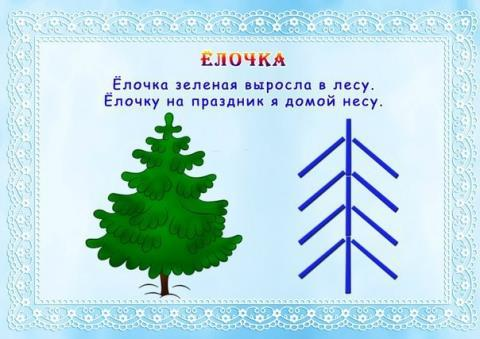 ЁЛОЧКА
Ёлочка зеленая выросла в лесу.
Ёлочку на праздник я домой несу.